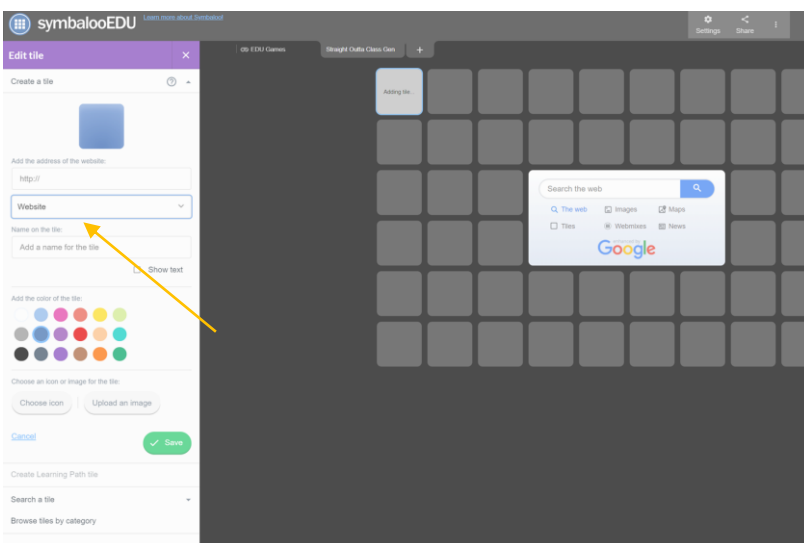 symbalooEDU Learn more about Symbaloo!
Settings
Share
Edit tile
×
EDU Games
Straight Outta Class Gen
+
Create a tile
?
Adding tile...
Add the address of the website:
http://
Website
Name on the tile:
Add a name for the tile
Show text
Add the color of the tile:
Choose an icon or image for the tile:
Choose icon
Upload an image
Cancel
Save
Create Learning Path tile
Search a tile
Browse tiles by category
Search the web
The web
Images
Maps
Tiles
Webmixes
News
Google